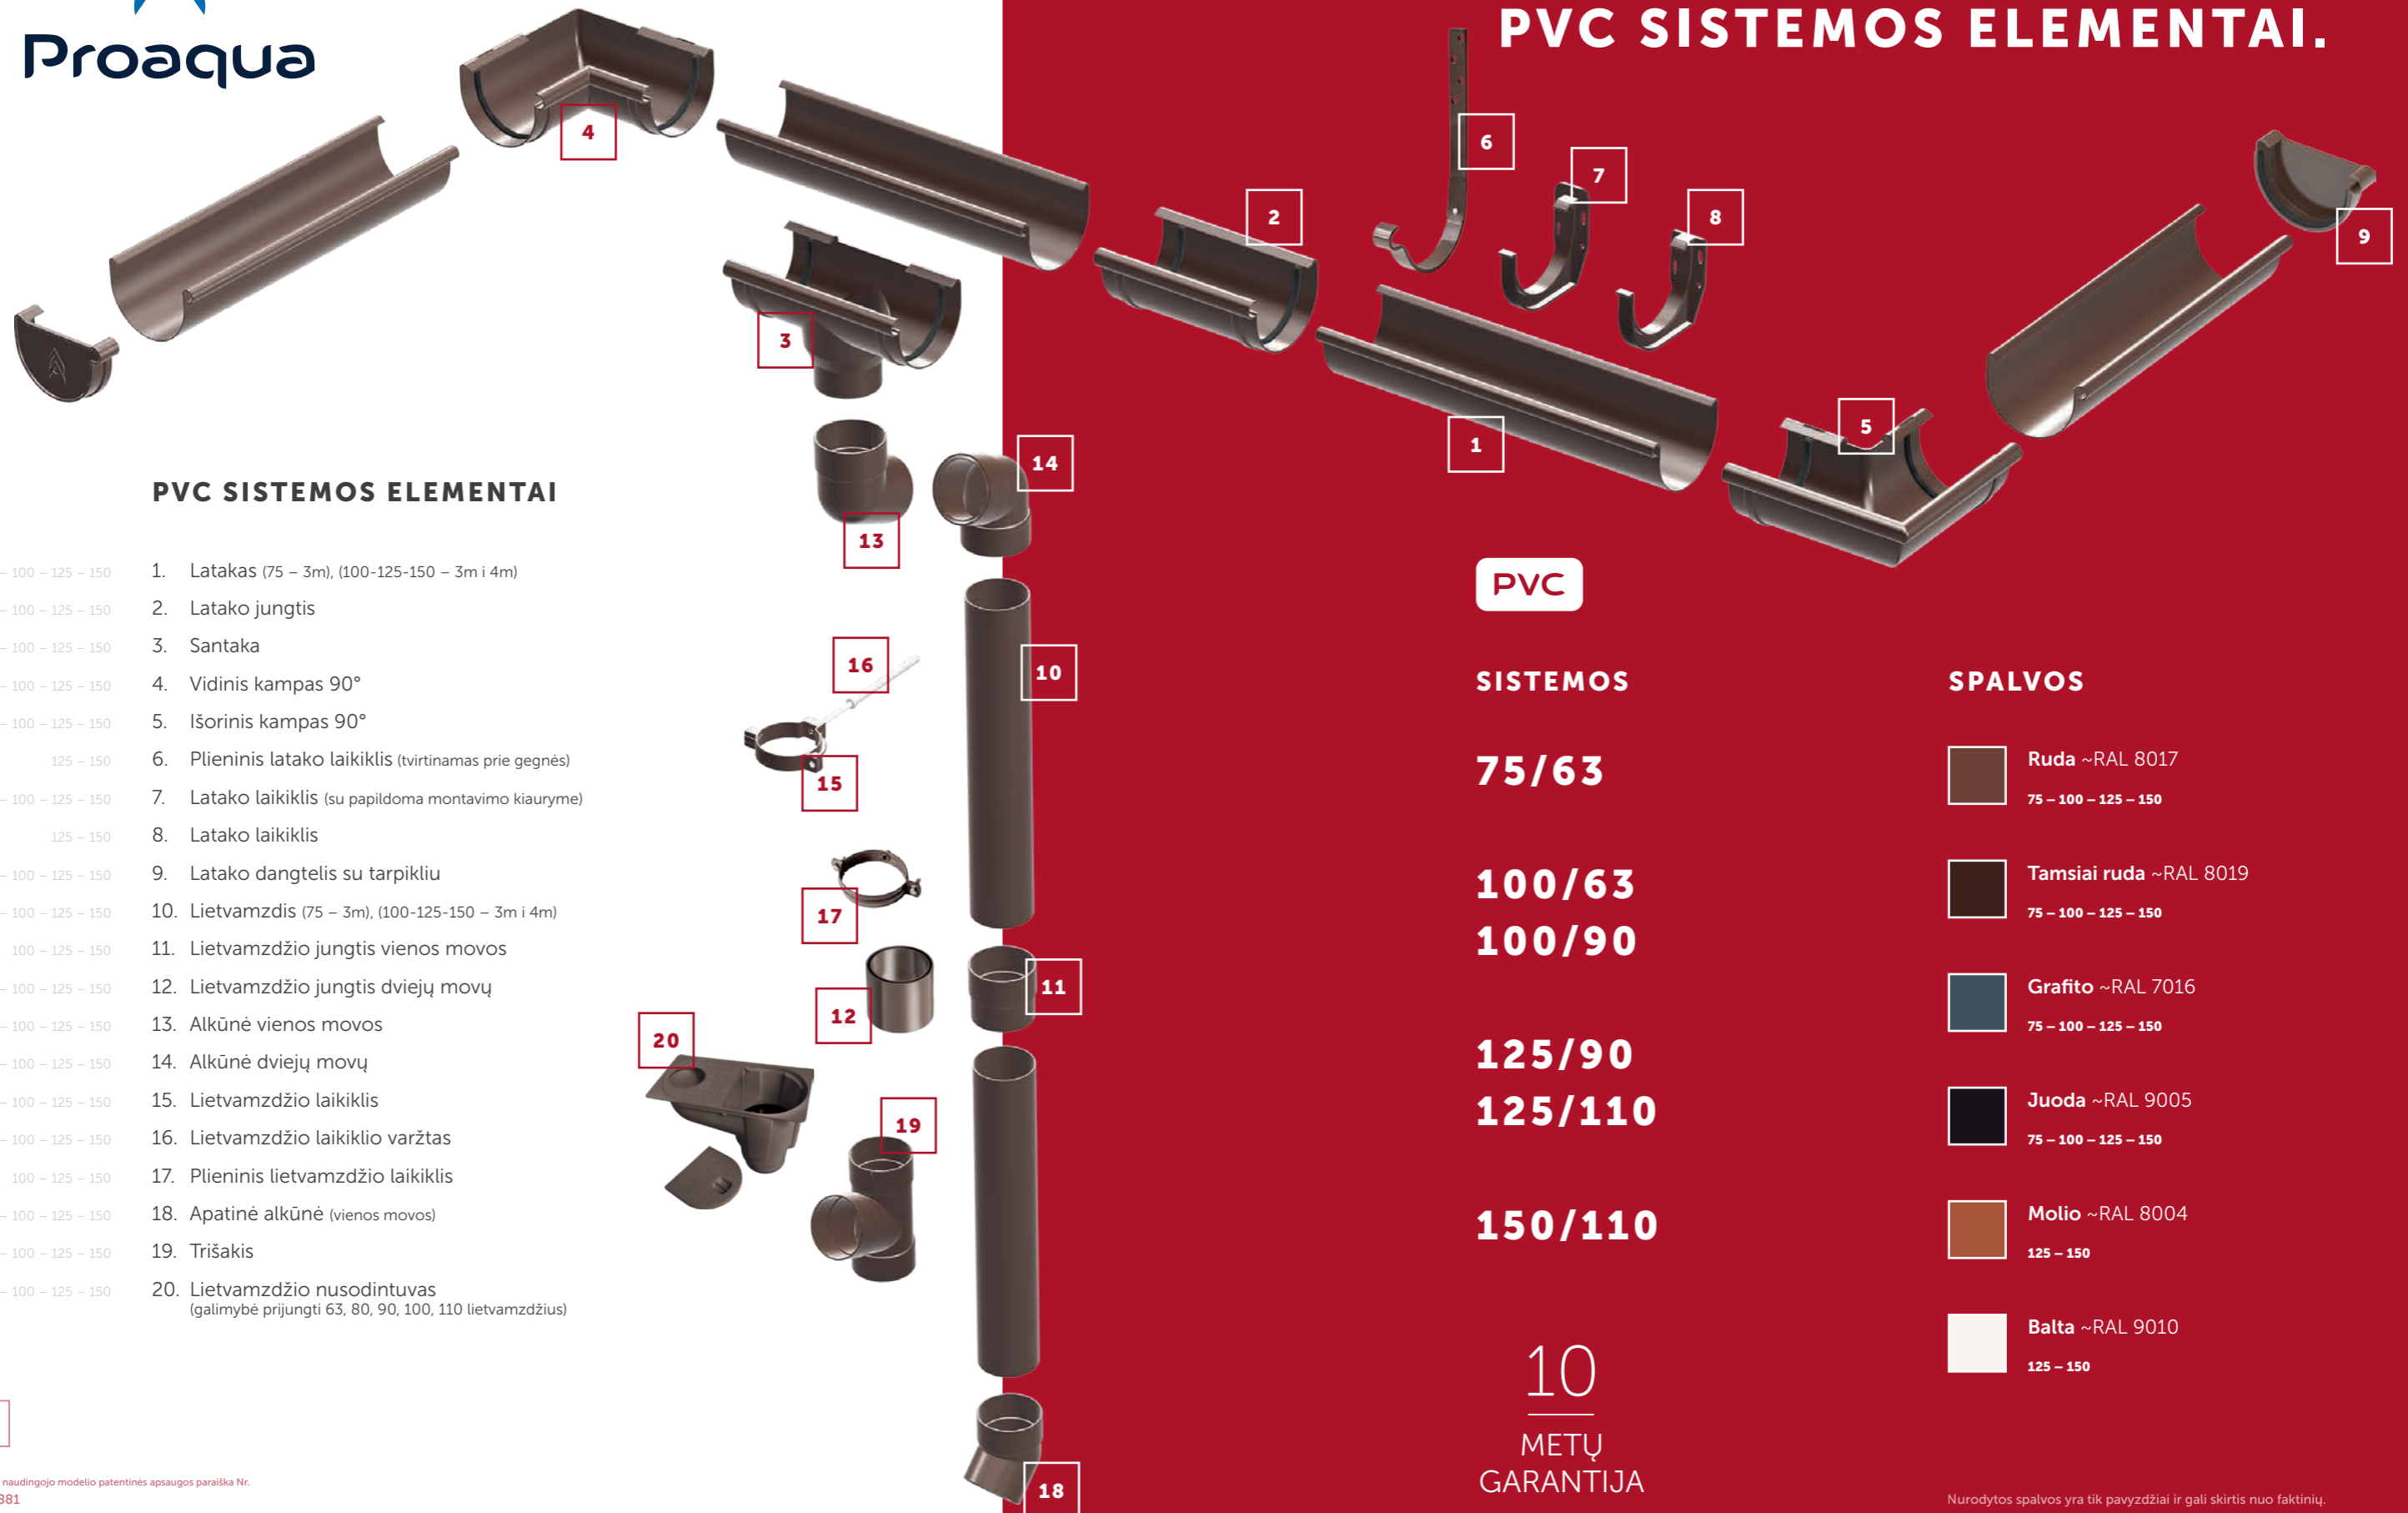 Proaqua
PVC SISTEMOS ELEMENTAI.
4
6
7
8
2
9
3
5
1
14
13
16
10
15
17
11
12
20
19
18
PVC SISTEMOS ELEMENTAI
– 100 – 125 – 150 1. Latakas (75 – 3m), (100-125-150 – 3m i 4m)
– 100 – 125 – 150 2. Latako jungtis
– 100 – 125 – 150 3. Santaka
– 100 – 125 – 150 4. Vidinis kampas 90°
– 100 – 125 – 150 5. Išorinis kampas 90°
125 – 150 6. Plieninis latako laikiklis (tvirtinamas prie gegnės)
– 100 – 125 – 150 7. Latako laikiklis (su papildoma montavimo kiauryme)
125 – 150 8. Latako laikiklis
– 100 – 125 – 150 9. Latako dangtelis su tarpikliu
– 100 – 125 – 150 10. Lietvamzdis (75 – 3m), (100-125-150 – 3m i 4m)
100 – 125 – 150 11. Lietvamzdžio jungtis vienos movos
– 100 – 125 – 150 12. Lietvamzdžio jungtis dviejų movų
– 100 – 125 – 150 13. Alkūnė vienos movos
– 100 – 125 – 150 14. Alkūnė dviejų movų
– 100 – 125 – 150 15. Lietvamzdžio laikiklis
– 100 – 125 – 150 16. Lietvamzdžio laikiklio varžtas
100 – 125 – 150 17. Plieninis lietvamzdžio laikiklis
– 100 – 125 – 150 18. Apatinė alkūnė (vienos movos)
– 100 – 125 – 150 19. Trišakis
– 100 – 125 – 150 20. Lietvamzdžio nusodintuvas
(galimybė prijungti 63, 80, 90, 100, 110 lietvamzdžius)
naudingojo modelio patentinės apsaugos paraiška Nr.
381
PVC
SISTEMOS
75/63
100/63
100/90
125/90
125/110
150/110
10
METŲ
GARANTIJA
SPALVOS
Ruda ~RAL 8017
75 – 100 – 125 – 150
Tamsiai ruda ~RAL 8019
75 – 100 – 125 – 150
Grafito ~RAL 7016
75 – 100 – 125 – 150
Juoda ~RAL 9005
75 – 100 – 125 – 150
Molio ~RAL 8004
125 – 150
Balta ~RAL 9010
125 – 150
Nurodytos spalvos yra tik pavyzdžiai ir gali skirtis nuo faktinių.